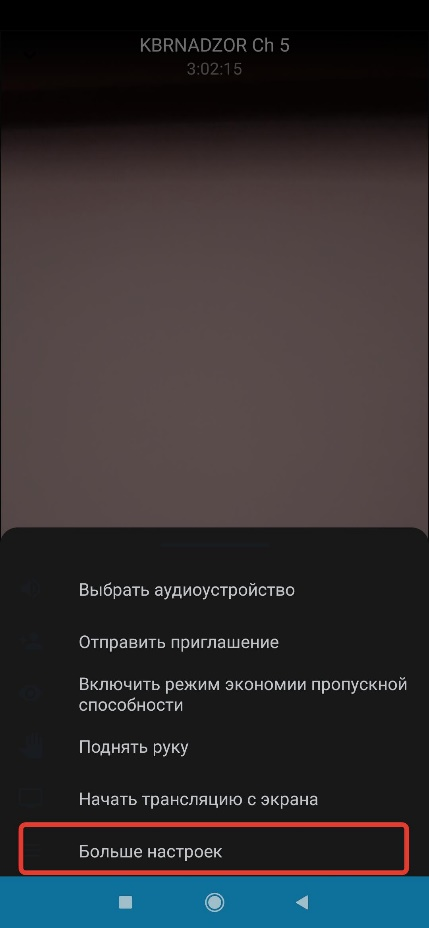 KBRNADZOR Ch 5
3:02:15
Выбрать аудиоустройство
Отправить приглашение
Включить режим экономии пропускной
способности
Поднять руку
Начать трансляцию с экрана
Больше настроек